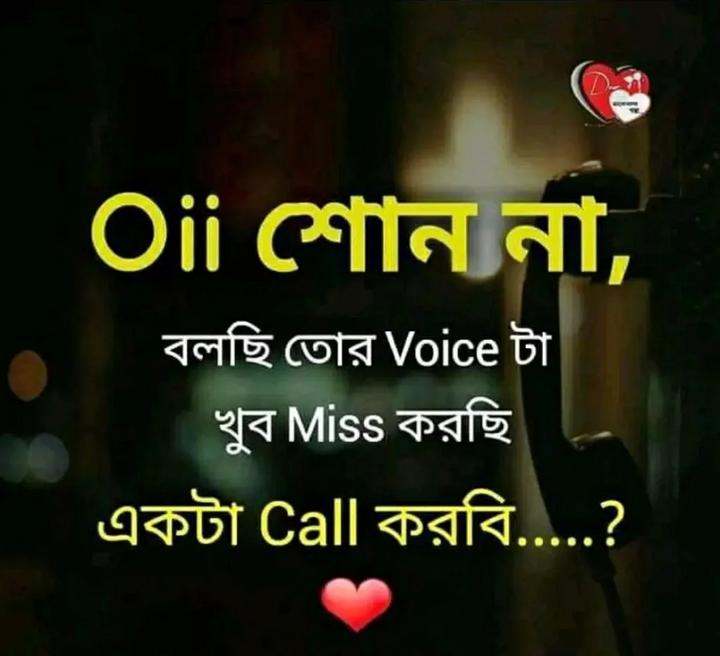 Oii শোন না,
বলছি তোর Voice টা
খুব Miss করছি
একটা Call করবি.....?